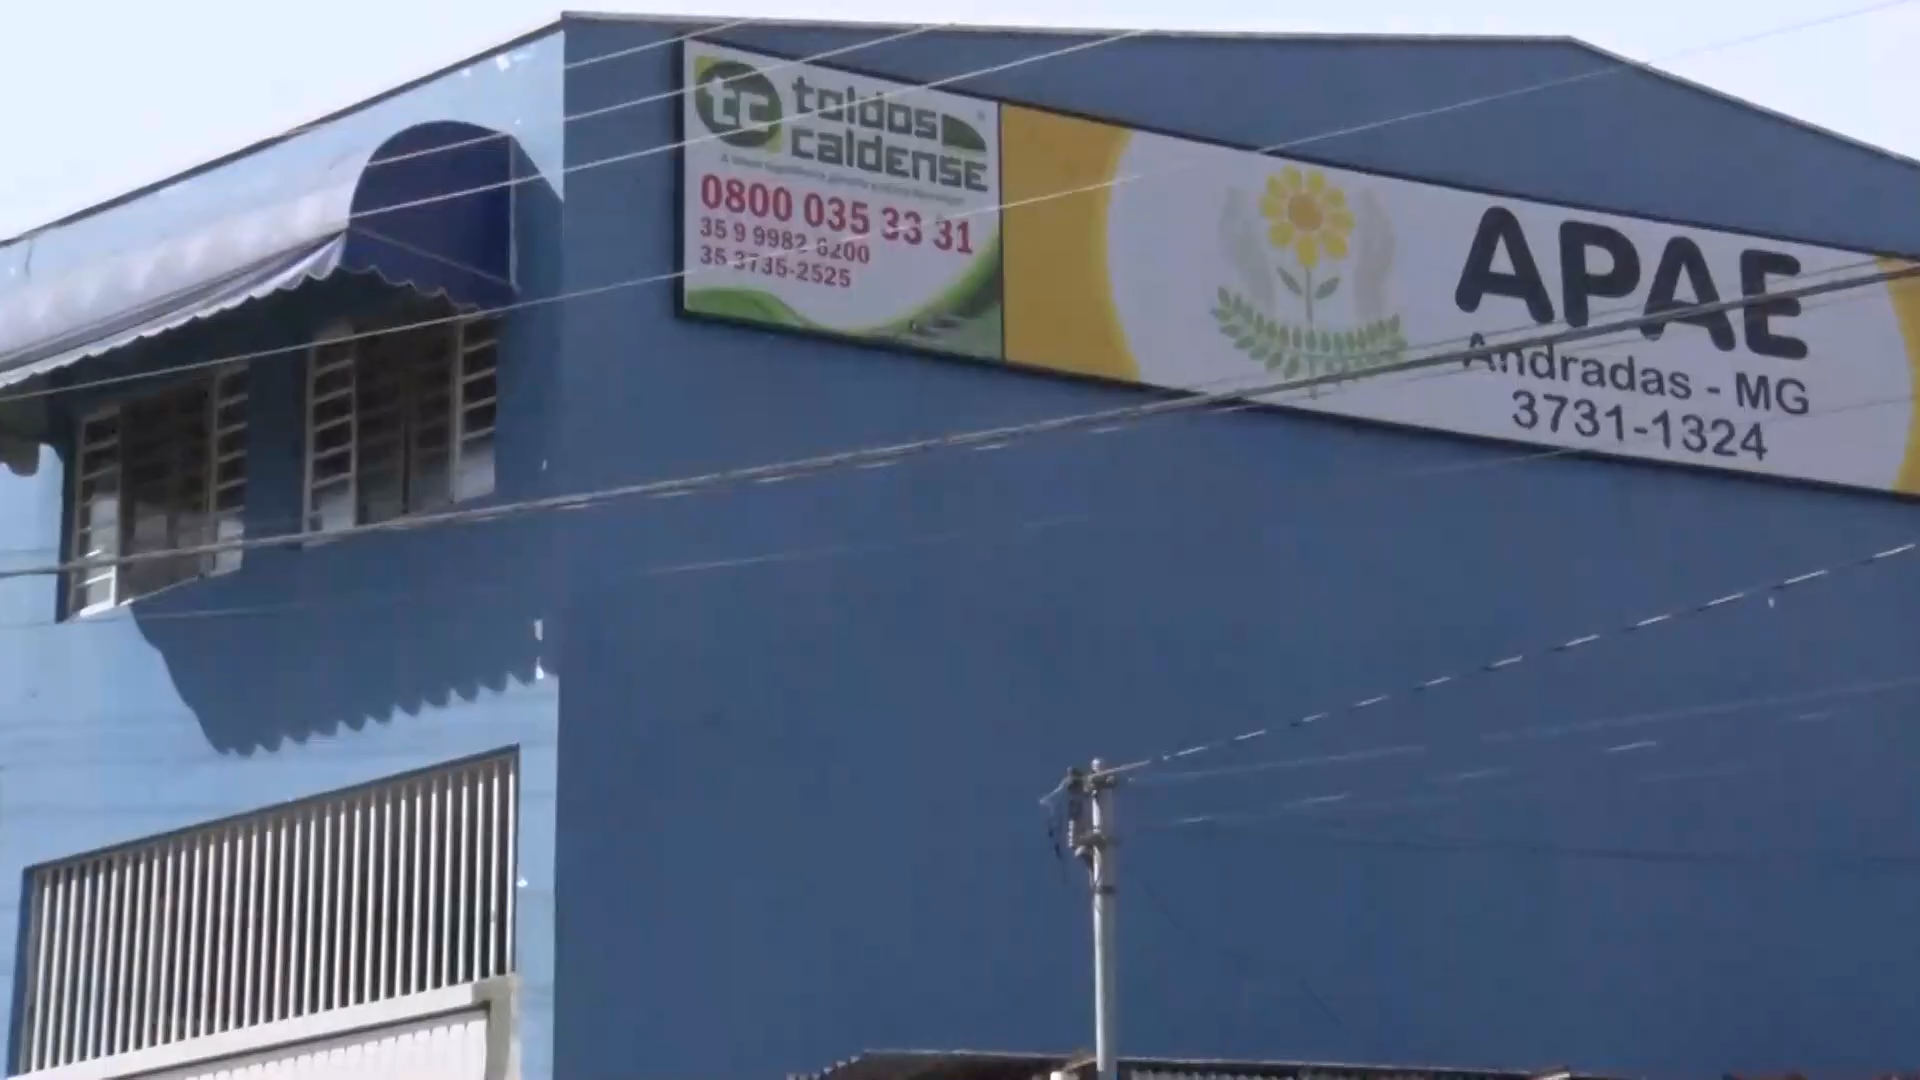 tc toldos
caldense
0800 035 33 31
35 9 9982 6200
35 3735-2525
APAE
Andradas - MG
3731-1324